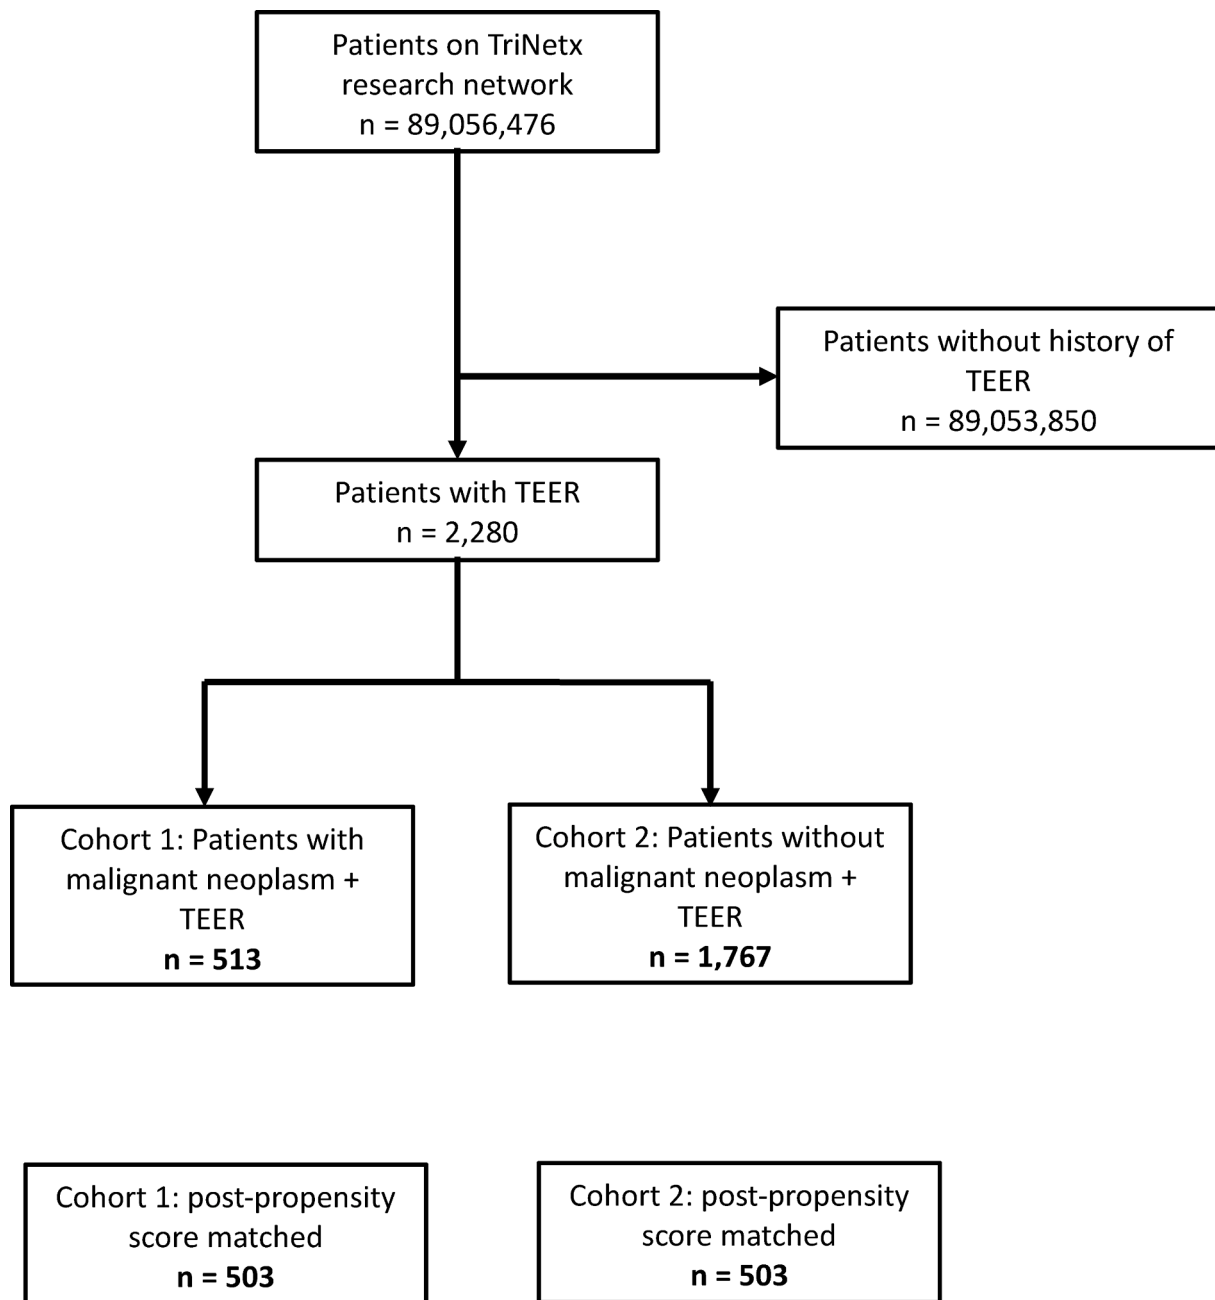 Patients on TriNetx
research network
n = 89,056,476
Patients without history of
TEER
n = 89,053,850
Patients with TEER
n = 2,280
Cohort 1: Patients with
malignant neoplasm +
TEER
n = 513
Cohort 2: Patients without
malignant neoplasm +
TEER
n = 1,767
Cohort 1: post-propensity
score matched
n = 503
Cohort 2: post-propensity
score matched
n = 503